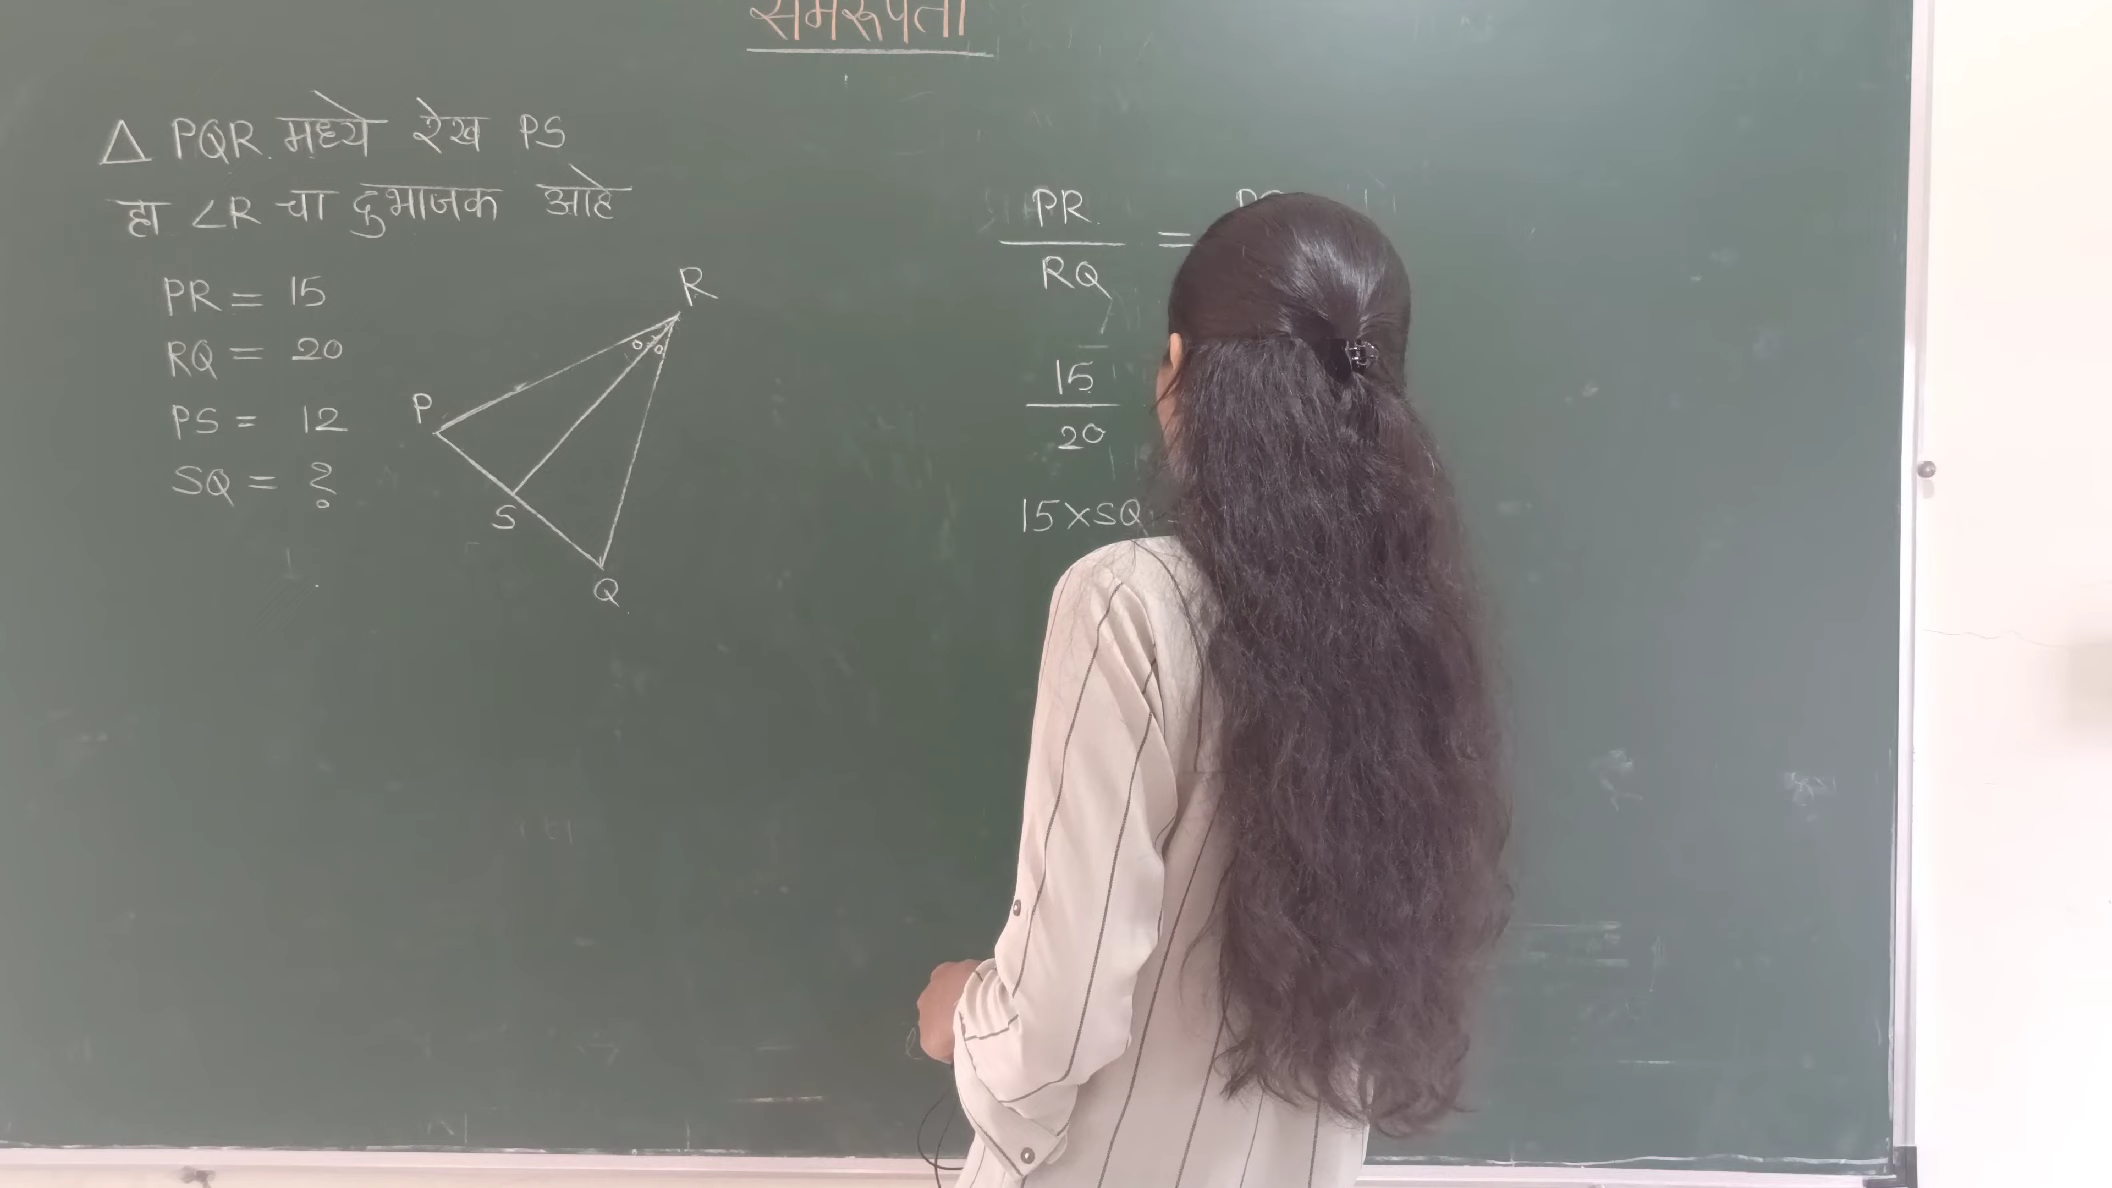 समरूपता
△ PQR मध्ये रेख PS
हा ∠R चा दुभाजक आहे
PR = 15
RQ = 20
PS = 12
SQ = ?
R
P
S
Q
PR
=
RQ
15
20
15×SQ